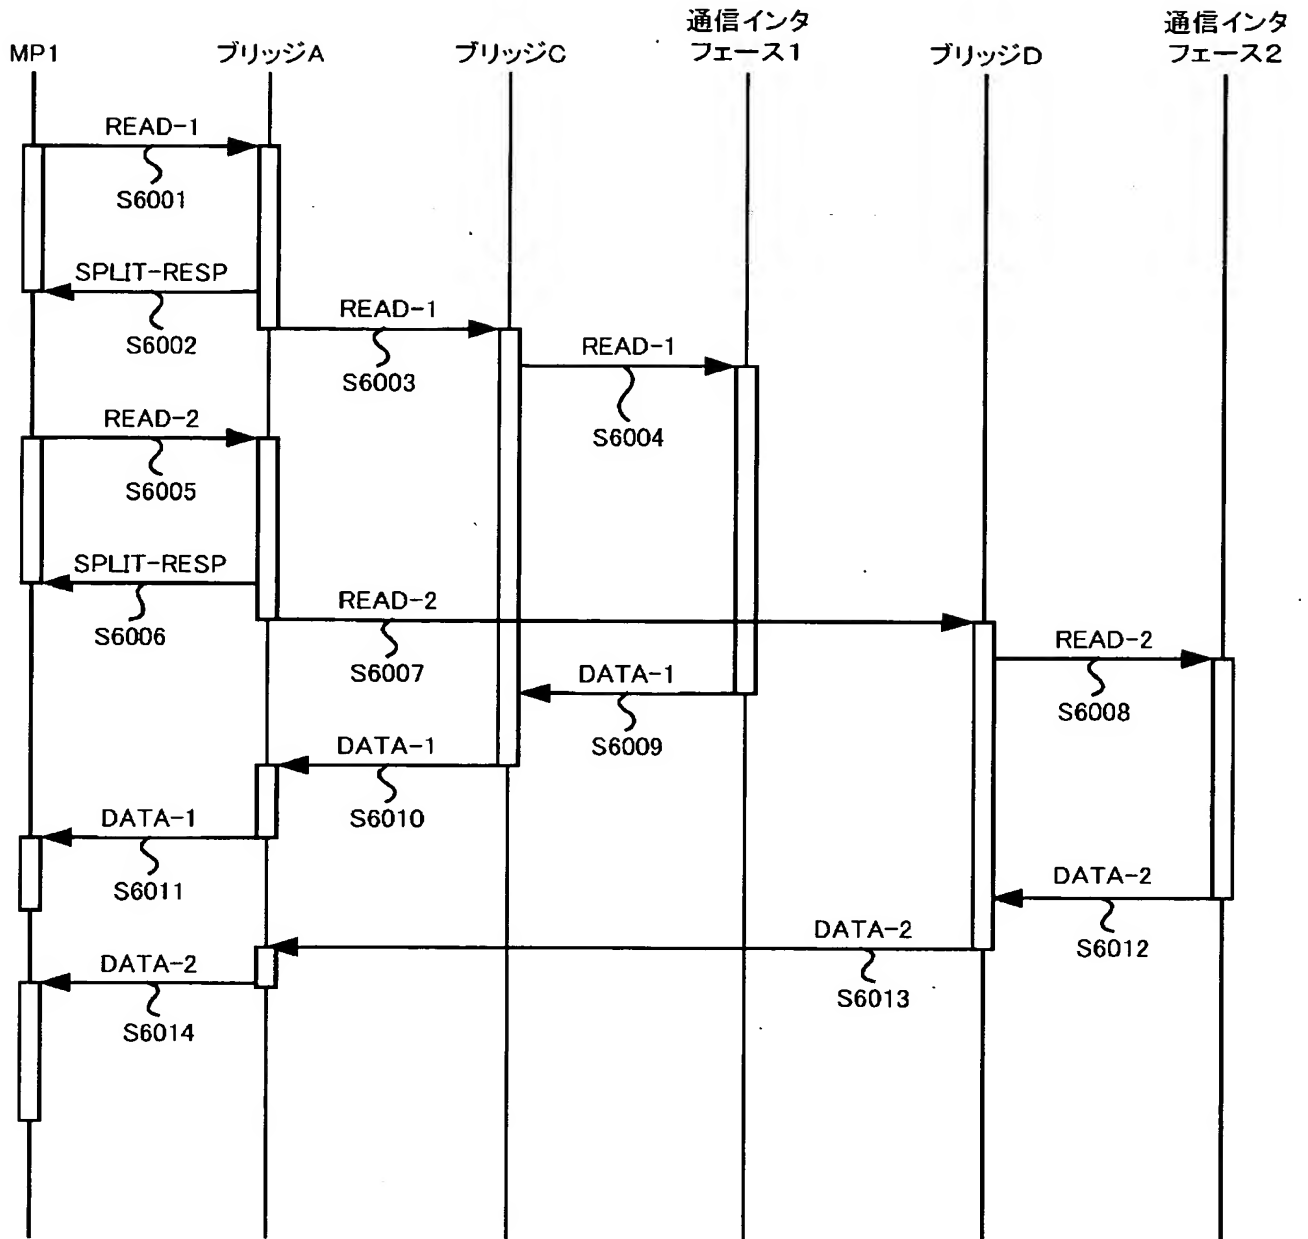 MP1
ブリッジA
ブリッジC
通信インタ
フェース1
ブリッジD
通信インタ
フェース2
READ-1
S6001
SPLIT-RESP
S6002
READ-1
S6003
READ-1
S6004
READ-2
S6005
SPLIT-RESP
S6006
READ-2
S6007
READ-2
S6008
DATA-1
S6009
DATA-1
S6010
DATA-1
S6011
DATA-2
S6012
DATA-2
S6013
DATA-2
S6014